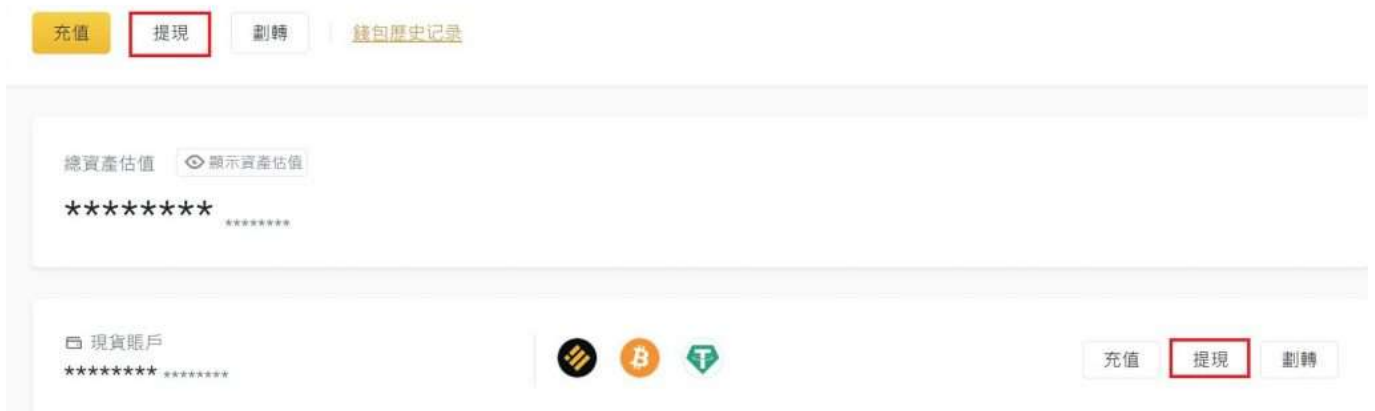 充值 提現 劃轉 錢包歷史记录
總資產估值 顯示資產估值
******** ********
現貨賬戶
******** ********
充值 提現 劃轉